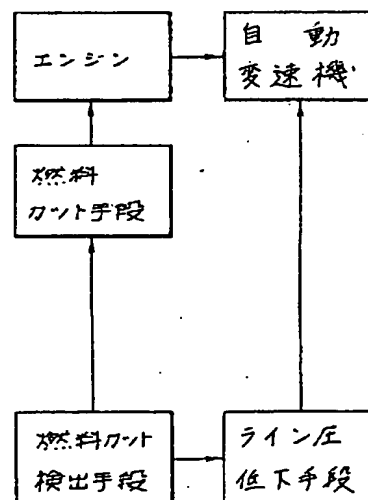 エンジン
自動
変速機
燃料
カット手段
燃料カット
検出手段
ライン圧
低下手段